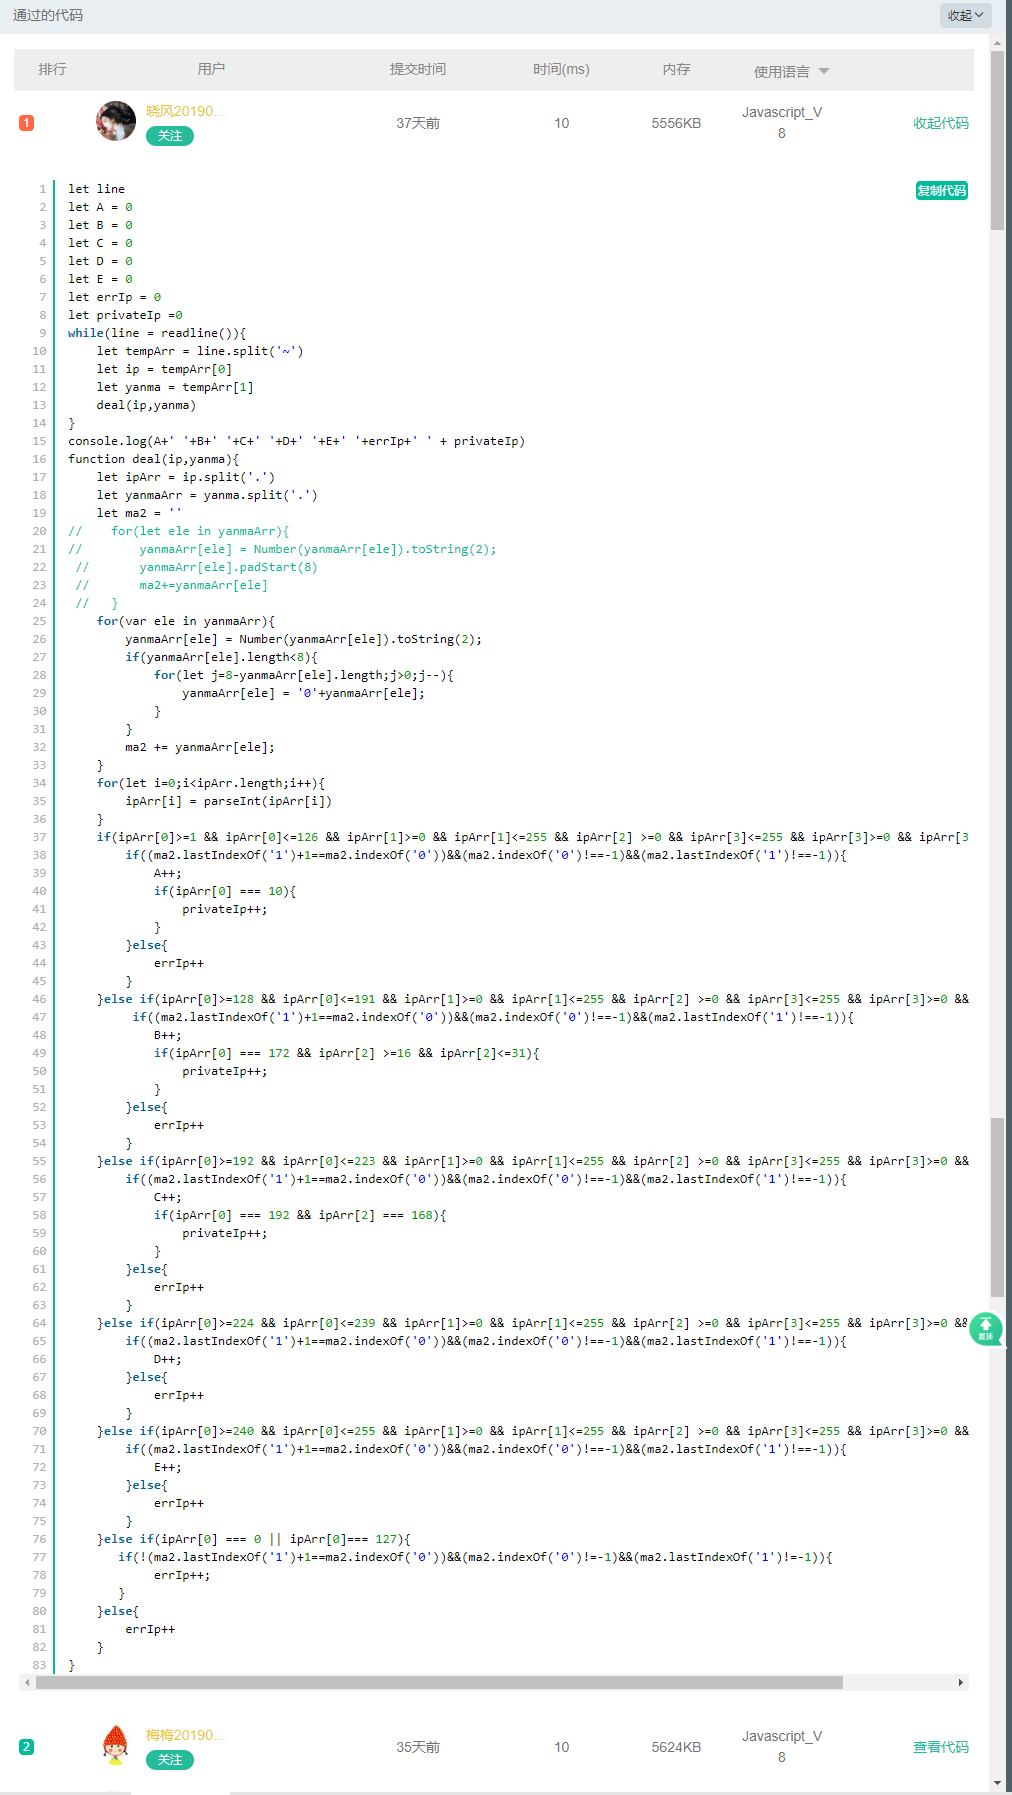 通过的代码
收起
排行 用户 提交时间 时间(ms) 内存 使用语言
1 晓风20190... 关注 37天前 10 5556KB Javascript_V8 收起代码
复制代码
1 let line
2 let A = 0
3 let B = 0
4 let C = 0
5 let D = 0
6 let E = 0
7 let errIp = 0
8 let privateIp =0
9 while(line = readline()){
10     let tempArr = line.split('~')
11     let ip = tempArr[0]
12     let yanma = tempArr[1]
13     deal(ip,yanma)
14 }
15 console.log(A+' '+B+' '+C+' '+D+' '+E+' '+errIp+' ' + privateIp)
16 function deal(ip,yanma){
17     let ipArr = ip.split('.')
18     let yanmaArr = yanma.split('.')
19     let ma2 = ''
20 //    for(let ele in yanmaArr){
21 //        yanmaArr[ele] = Number(yanmaArr[ele]).toString(2);
22  //       yanmaArr[ele].padStart(8)
23  //       ma2+=yanmaArr[ele]
24  //   }
25     for(var ele in yanmaArr){
26         yanmaArr[ele] = Number(yanmaArr[ele]).toString(2);
27         if(yanmaArr[ele].length<8){
28             for(let j=8-yanmaArr[ele].length;j>0;j--){
29                 yanmaArr[ele] = '0'+yanmaArr[ele];
30             }
31         }
32         ma2 += yanmaArr[ele];
33     }
34     for(let i=0;i<ipArr.length;i++){
35         ipArr[i] = parseInt(ipArr[i])
36     }
37     if(ipArr[0]>=1 && ipArr[0]<=126 && ipArr[1]>=0 && ipArr[1]<=255 && ipArr[2] >=0 && ipArr[3]<=255 && ipArr[3]>=0 && ipArr[3
38         if((ma2.lastIndexOf('1')+1==ma2.indexOf('0'))&&(ma2.indexOf('0')!==-1)&&(ma2.lastIndexOf('1')!==-1)){
39             A++;
40             if(ipArr[0] === 10){
41                 privateIp++;
42             }
43         }else{
44             errIp++
45         }
46     }else if(ipArr[0]>=128 && ipArr[0]<=191 && ipArr[1]>=0 && ipArr[1]<=255 && ipArr[2] >=0 && ipArr[3]<=255 && ipArr[3]>=0 &&
47          if((ma2.lastIndexOf('1')+1==ma2.indexOf('0'))&&(ma2.indexOf('0')!==-1)&&(ma2.lastIndexOf('1')!==-1)){
48             B++;
49             if(ipArr[0] === 172 && ipArr[2] >=16 && ipArr[2]<=31){
50                 privateIp++;
51             }
52         }else{
53             errIp++
54         }
55     }else if(ipArr[0]>=192 && ipArr[0]<=223 && ipArr[1]>=0 && ipArr[1]<=255 && ipArr[2] >=0 && ipArr[3]<=255 && ipArr[3]>=0 &&
56         if((ma2.lastIndexOf('1')+1==ma2.indexOf('0'))&&(ma2.indexOf('0')!==-1)&&(ma2.lastIndexOf('1')!==-1)){
57             C++;
58             if(ipArr[0] === 192 && ipArr[2] === 168){
59                 privateIp++;
60             }
61         }else{
62             errIp++
63         }
64     }else if(ipArr[0]>=224 && ipArr[0]<=239 && ipArr[1]>=0 && ipArr[1]<=255 && ipArr[2] >=0 && ipArr[3]<=255 && ipArr[3]>=0 &&
65         if((ma2.lastIndexOf('1')+1==ma2.indexOf('0'))&&(ma2.indexOf('0')!==-1)&&(ma2.lastIndexOf('1')!==-1)){
66             D++;
67         }else{
68             errIp++
69         }
70     }else if(ipArr[0]>=240 && ipArr[0]<=255 && ipArr[1]>=0 && ipArr[1]<=255 && ipArr[2] >=0 && ipArr[3]<=255 && ipArr[3]>=0 &&
71         if((ma2.lastIndexOf('1')+1==ma2.indexOf('0'))&&(ma2.indexOf('0')!==-1)&&(ma2.lastIndexOf('1')!==-1)){
72             E++;
73         }else{
74             errIp++
75         }
76     }else if(ipArr[0] === 0 || ipArr[0]=== 127){
77        if(!(ma2.lastIndexOf('1')+1==ma2.indexOf('0'))&&(ma2.indexOf('0')!=-1)&&(ma2.lastIndexOf('1')!=-1)){
78             errIp++;
79        }
80     }else{
81         errIp++
82     }
83 }
置顶
2 梅梅20190... 关注 35天前 10 5624KB Javascript_V8 查看代码